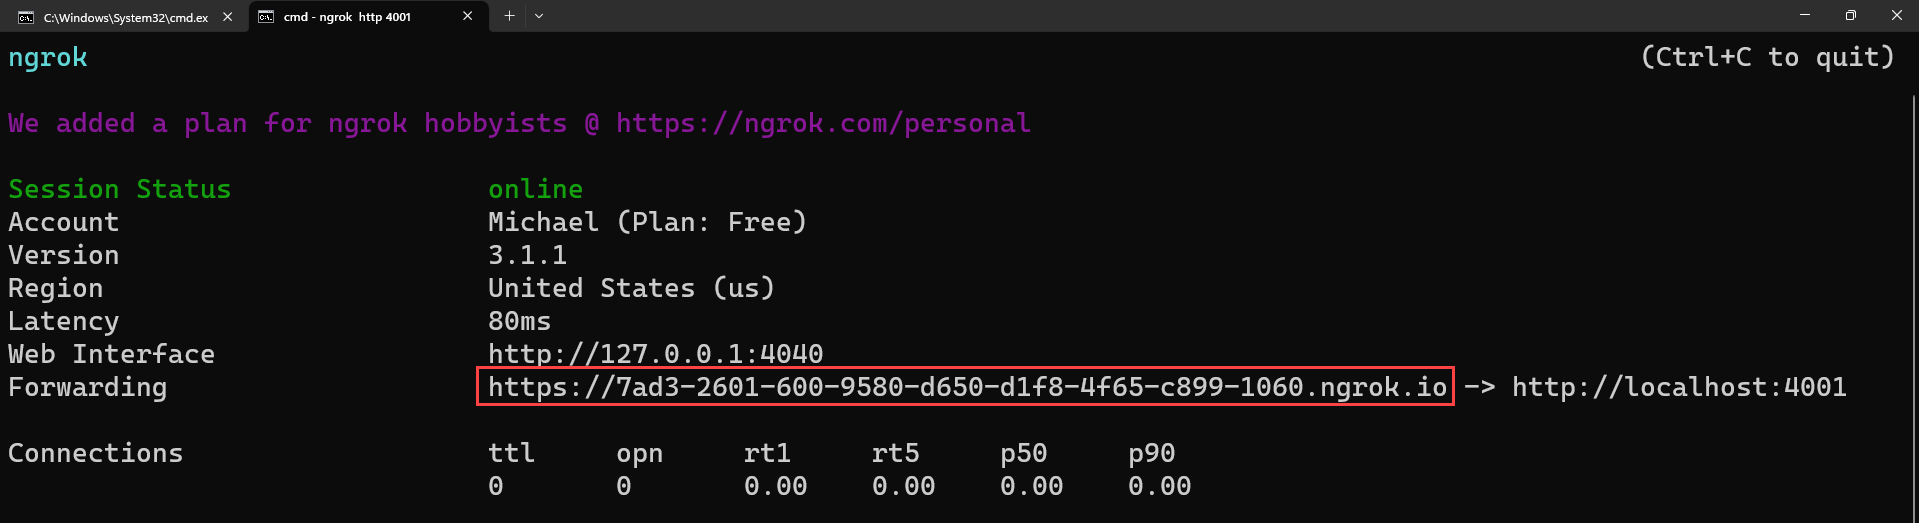 C:\Windows\System32\cmd.ex
cmd - ngrok http 4001
ngrok (Ctrl+C to quit)
We added a plan for ngrok hobbyists @ https://ngrok.com/personal
Session Status online
Account Michael (Plan: Free)
Version 3.1.1
Region United States (us)
Latency 80ms
Web Interface http://127.0.0.1:4040
Forwarding https://7ad3-2601-600-9580-d650-d1f8-4f65-c899-1060.ngrok.io -> http://localhost:4001
Connections ttl opn rt1 rt5 p50 p90
0 0 0.00 0.00 0.00 0.00